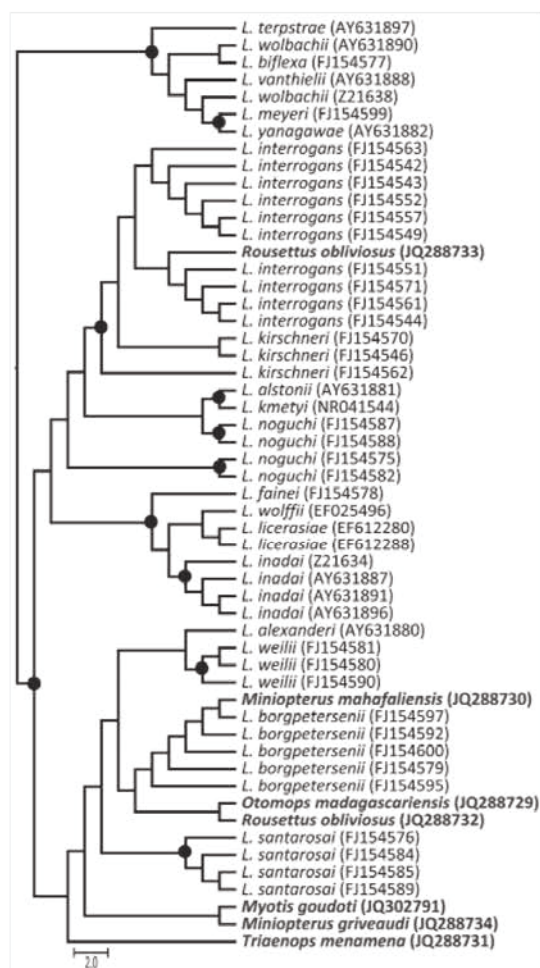 L. terpstrae (AY631897)
L. wolbachii (AY631890)
L. biflexa (FJ154577)
L. vanthielii (AY631888)
L. wolbachii (Z21638)
L. meyeri (FJ154599)
L. yanagawae (AY631882)
L. interrogans (FJ154563)
L. interrogans (FJ154542)
L. interrogans (FJ154543)
L. interrogans (FJ154552)
L. interrogans (FJ154557)
L. interrogans (FJ154549)
Rousettus obliviosus (JQ288733)
L. interrogans (FJ154551)
L. interrogans (FJ154571)
L. interrogans (FJ154561)
L. interrogans (FJ154544)
L. kirschneri (FJ154570)
L. kirschneri (FJ154546)
L. kirschneri (FJ154562)
L. alstonii (AY631881)
L. kmetyi (NR041544)
L. noguchi (FJ154587)
L. noguchi (FJ154588)
L. noguchi (FJ154575)
L. noguchi (FJ154582)
L. fainei (FJ154578)
L. wolffii (EF025496)
L. licerasiae (EF612280)
L. licerasiae (EF612288)
L. inadai (Z21634)
L. inadai (AY631887)
L. inadai (AY631891)
L. inadai (AY631896)
L. alexanderi (AY631880)
L. weilii (FJ154581)
L. weilii (FJ154580)
L. weilii (FJ154590)
Miniopterus mahafaliensis (JQ288730)
L. borgpetersenii (FJ154597)
L. borgpetersenii (FJ154592)
L. borgpetersenii (FJ154600)
L. borgpetersenii (FJ154579)
L. borgpetersenii (FJ154595)
Otomops madagascariensis (JQ288729)
Rousettus obliviosus (JQ288732)
L. santarosai (FJ154576)
L. santarosai (FJ154584)
L. santarosai (FJ154585)
L. santarosai (FJ154589)
Myotis goudoti (JQ302791)
Miniopterus griveaudi (JQ288734)
Triaenops menamena (JQ288731)
2.0